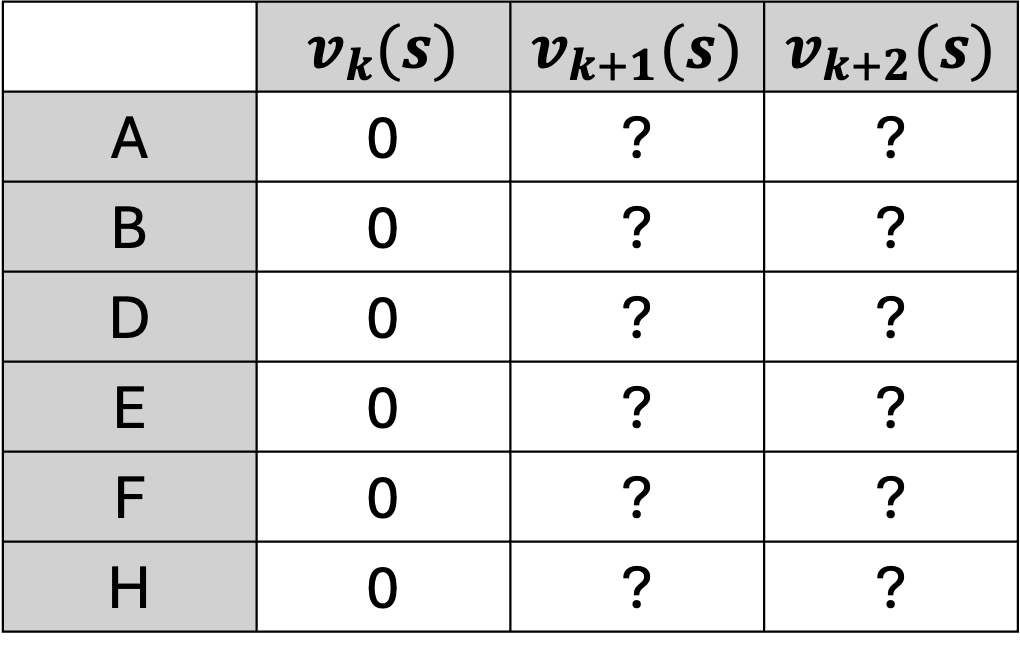 v_k(s) v_{k+1}(s) v_{k+2}(s)
A 0 ? ?
B 0 ? ?
D 0 ? ?
E 0 ? ?
F 0 ? ?
H 0 ? ?